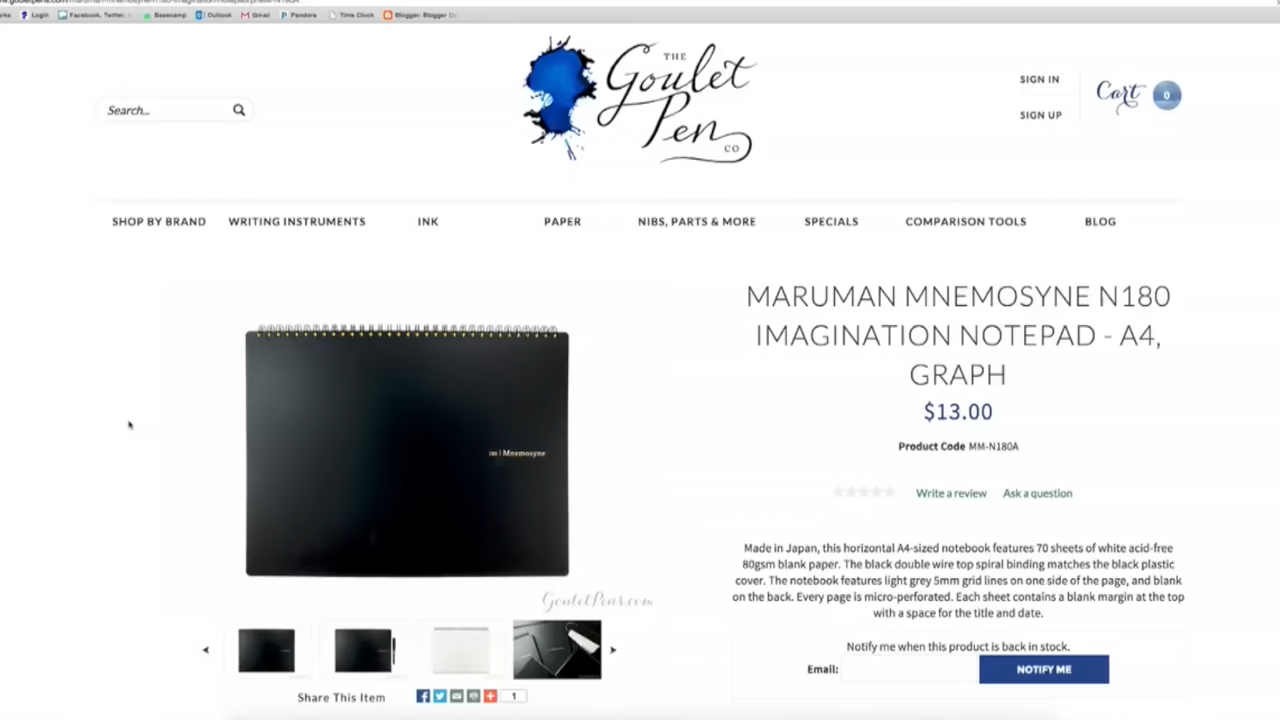 Login
Facebook, Twitter,
Basecamp
Outlook
Gmail
Pandora
Time Clock
Blogger: Blogger
Search...
THE
Goulet
Pen
CO
SIGN IN
SIGN UP
Cart
0
SHOP BY BRAND
WRITING INSTRUMENTS
INK
PAPER
NIBS, PARTS & MORE
SPECIALS
COMPARISON TOOLS
BLOG
180 | Mnemosyne
GouletPens.com
Share This Item
1
MARUMAN MNEMOSYNE N180
IMAGINATION NOTEPAD - A4,
GRAPH
$13.00
Product Code MM-N180A
Write a review
Ask a question
Made in Japan, this horizontal A4-sized notebook features 70 sheets of white acid-free
80gsm blank paper. The black double wire top spiral binding matches the black plastic
cover. The notebook features light grey 5mm grid lines on one side of the page, and blank
on the back. Every page is micro-perforated. Each sheet contains a blank margin at the top
with a space for the title and date.
Notify me when this product is back in stock.
Email:
NOTIFY ME